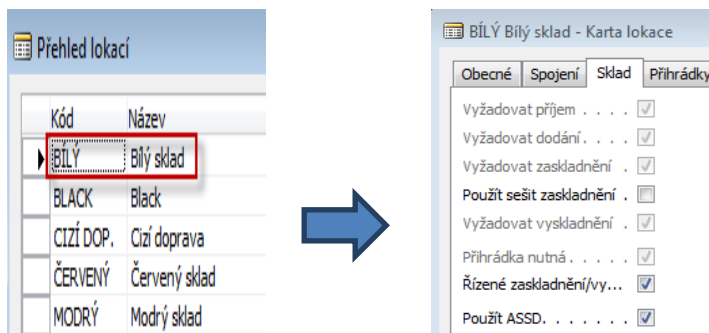 Přehled lokací
Kód Název
BÍLÝ Bílý sklad
BLACK Black
CIZÍ DOP. Cizí doprava
ČERVENÝ Červený sklad
MODRÝ Modrý sklad
BÍLÝ Bílý sklad - Karta lokace
Obecné Spojení Sklad Přihrádky
Vyžadovat příjem . . . .
Vyžadovat dodání. . . .
Vyžadovat zaskladnění .
Použít sešit zaskladnění .
Vyžadovat vyskladnění .
Přihrádka nutná . . . . .
Řízené zaskladnění/vy...
Použít ASSD. . . . . . .